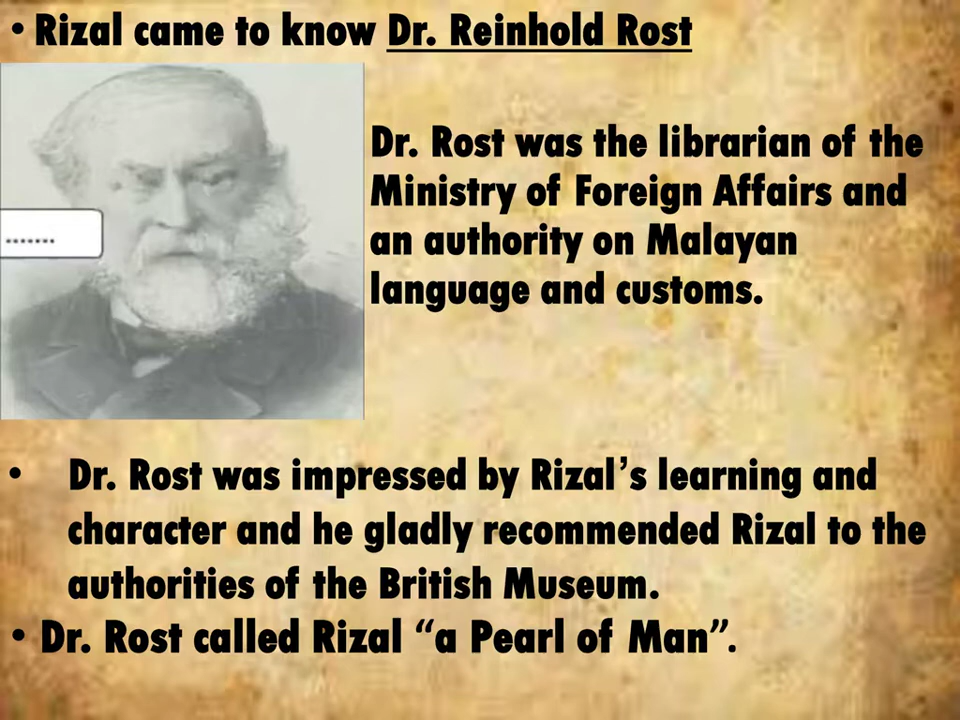 • Rizal came to know Dr. Reinhold Rost
Dr. Rost was the librarian of the
Ministry of Foreign Affairs and
an authority on Malayan
language and customs.
.......
• Dr. Rost was impressed by Rizal’s learning and
character and he gladly recommended Rizal to the
authorities of the British Museum.
• Dr. Rost called Rizal “a Pearl of Man”.